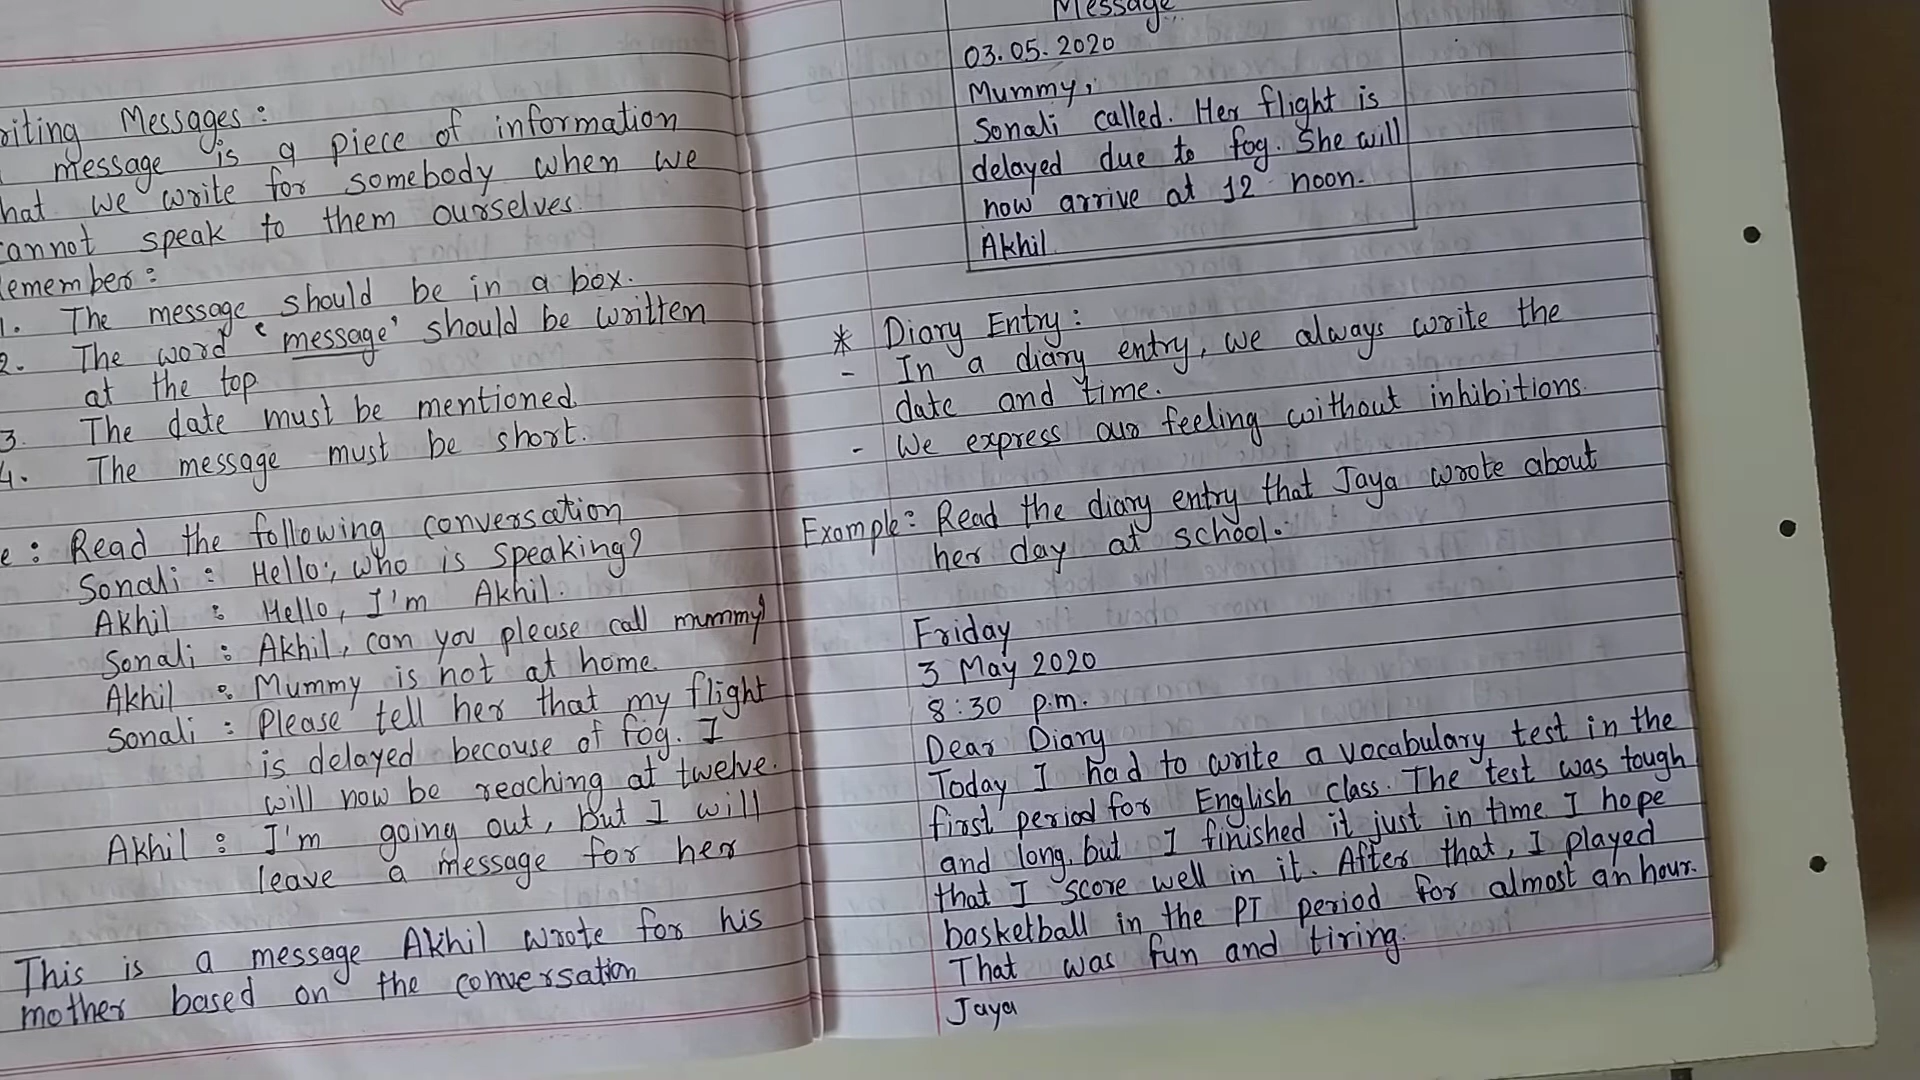 riting Messages:
message is a piece of information
hat we write for somebody when we
cannot speak to them ourselves.
emember:
1. The message should be in a box.
2. The word 'message' should be written
at the top
3. The date must be mentioned.
4. The message must be short.
e: Read the following conversation
Sonali : Hello, who is speaking?
Akhil : Hello, I'm Akhil.
Sonali : Akhil, can you please call mummy?
Akhil : Mummy is not at home.
Sonali : Please tell her that my flight
is delayed because of fog. I
will now be reaching at twelve.
Akhil : I'm going out, but I will
leave a message for her
This is a message Akhil wrote for his
mother based on the conversation
Message
03.05.2020
Mummy,
Sonali called. Her flight is
delayed due to fog. She will
now arrive at 12 noon.
Akhil
* Diary Entry:
- In a diary entry, we always write the
date and time.
- We express our feeling without inhibitions.
Example: Read the diary entry that Jaya wrote about
her day at school.
Friday
3 May 2020
8:30 p.m.
Dear Diary
Today I had to write a vocabulary test in the
first period for English class. The test was tough
and long, but I finished it just in time I hope
that I score well in it. After that, I played
basketball in the PT period for almost an hour.
That was fun and tiring.
Jaya